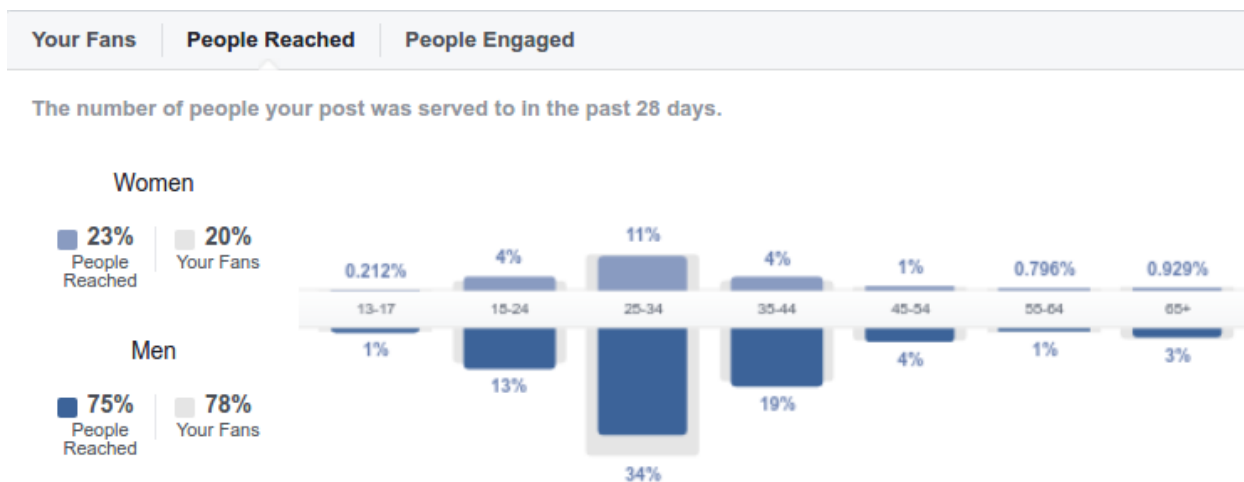 Your Fans People Reached People Engaged
The number of people your post was served to in the past 28 days.
Women
23% 20%
People Reached Your Fans
0.212% 4% 11% 4% 1% 0.796% 0.929%
13-17 18-24 25-34 35-44 45-54 55-64 65+
1% 13% 34% 19% 4% 1% 3%
Men
75% 78%
People Reached Your Fans